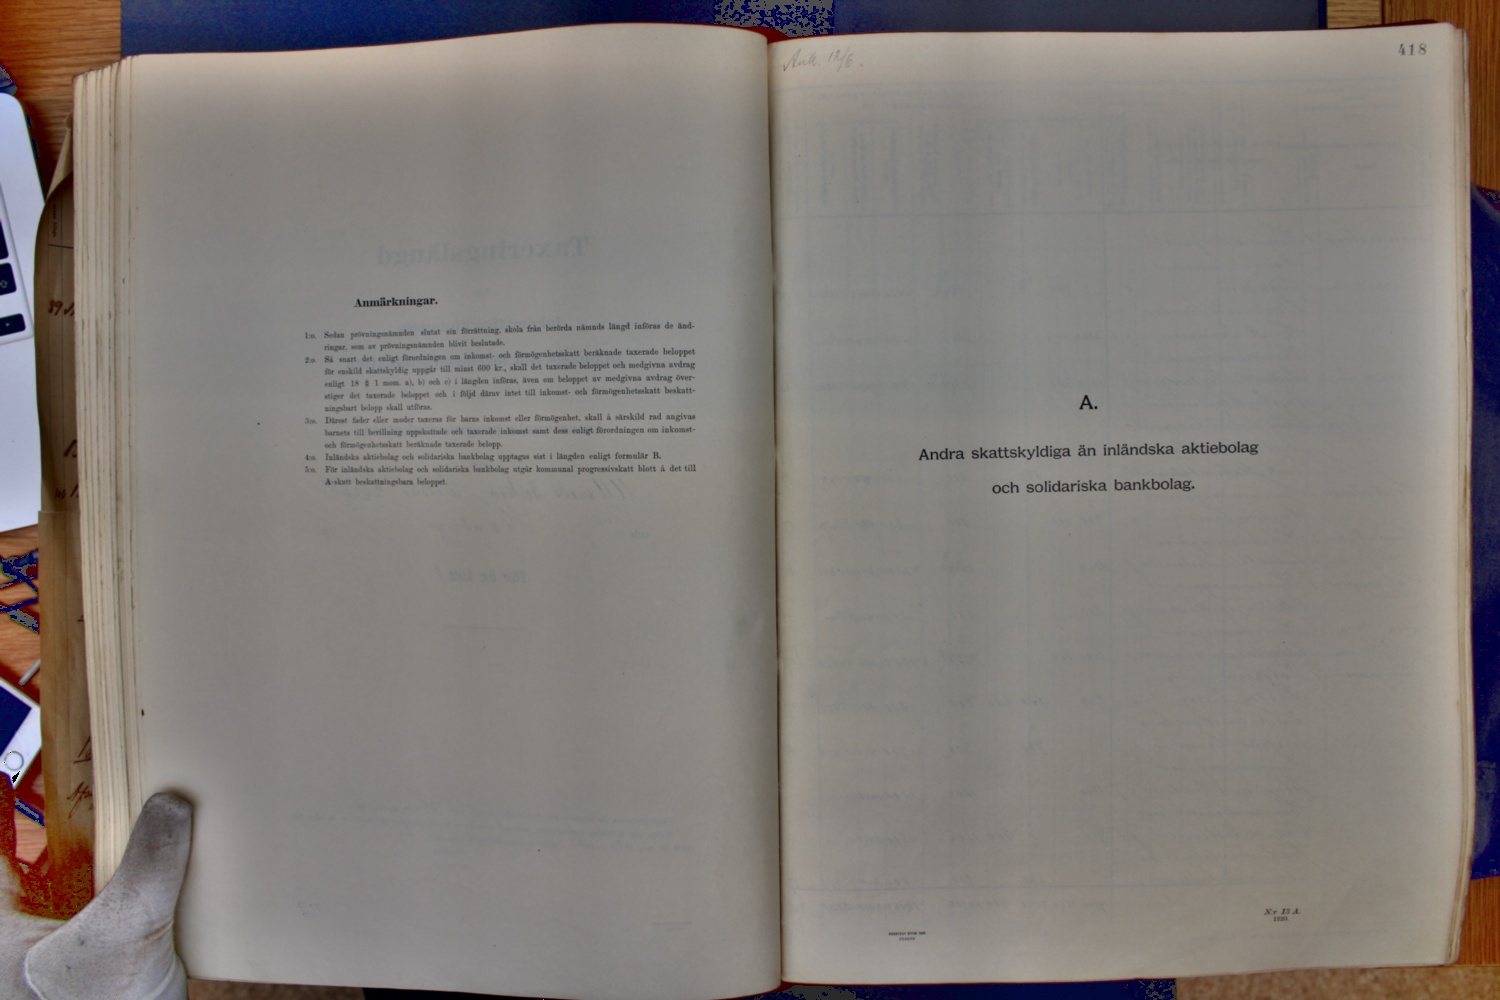 Anmärkningar.
1:o. Sedan prövningsnämnden slutat sin förrättning, skola från berörda nämnds längd införas de änd-
ringar, som av prövningsnämnden blivit beslutade.
2:o. Så snart det enligt förordningen om inkomst- och förmögenhetsskatt beräknade taxerade beloppet
för enskild skattskyldig uppgår till minst 600 kr., skall det taxerade beloppet och medgivna avdrag
enligt 18 § 1 mom. a), b) och c) i längden införas, även om beloppet av medgivna avdrag över-
stiger det taxerade beloppet och i följd därav intet till inkomst- och förmögenhetsskatt beskatt-
ningsbart belopp skall utföras.
3:o. Därest fader eller moder taxeras för barns inkomst eller förmögenhet, skall å särskild rad angivas
barnets till bevillning uppskattade och taxerade inkomst samt dess enligt förordningen om inkomst-
och förmögenhetsskatt beräknade taxerade belopp.
4:o. Inländska aktiebolag och solidariska bankbolag upptagas sist i längden enligt formulär B.
5:o. För inländska aktiebolag och solidariska bankbolag utgår kommunal progressivskatt blott å det till
A-skatt beskattningsbara beloppet.
Ank. 12/6.
418
A.
Andra skattskyldiga än inländska aktiebolag
och solidariska bankbolag.
N:r 13 A.
1920.